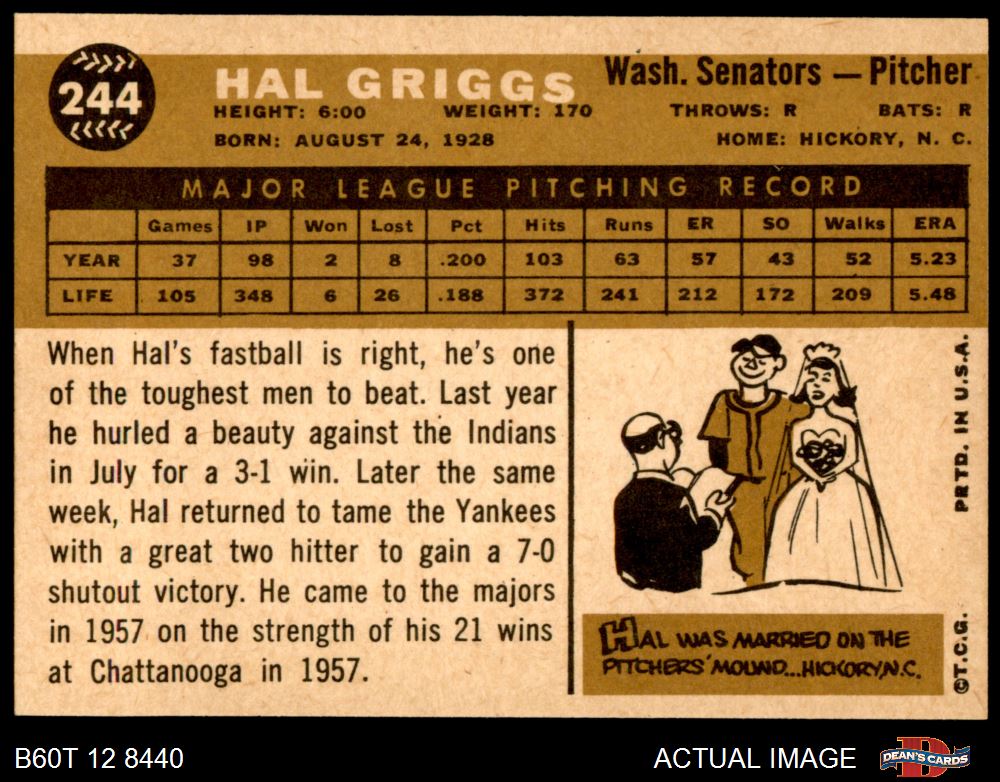 244
HAL GRIGGS
Wash. Senators — Pitcher
HEIGHT: 6:00 WEIGHT: 170 THROWS: R BATS: R
BORN: AUGUST 24, 1928 HOME: HICKORY, N. C.
MAJOR LEAGUE PITCHING RECORD
Games IP Won Lost Pct Hits Runs ER SO Walks ERA
YEAR 37 98 2 8 .200 103 63 57 43 52 5.23
LIFE 105 348 6 26 .188 372 241 212 172 209 5.48
When Hal's fastball is right, he's one
of the toughest men to beat. Last year
he hurled a beauty against the Indians
in July for a 3-1 win. Later the same
week, Hal returned to tame the Yankees
with a great two hitter to gain a 7-0
shutout victory. He came to the majors
in 1957 on the strength of his 21 wins
at Chattanooga in 1957.
HAL WAS MARRIED ON THE
PITCHERS' MOUND...HICKORY, N.C.
©T.C.G. PRTD. IN U.S.A.
B60T 12 8440
ACTUAL IMAGE
DEAN'S CARDS